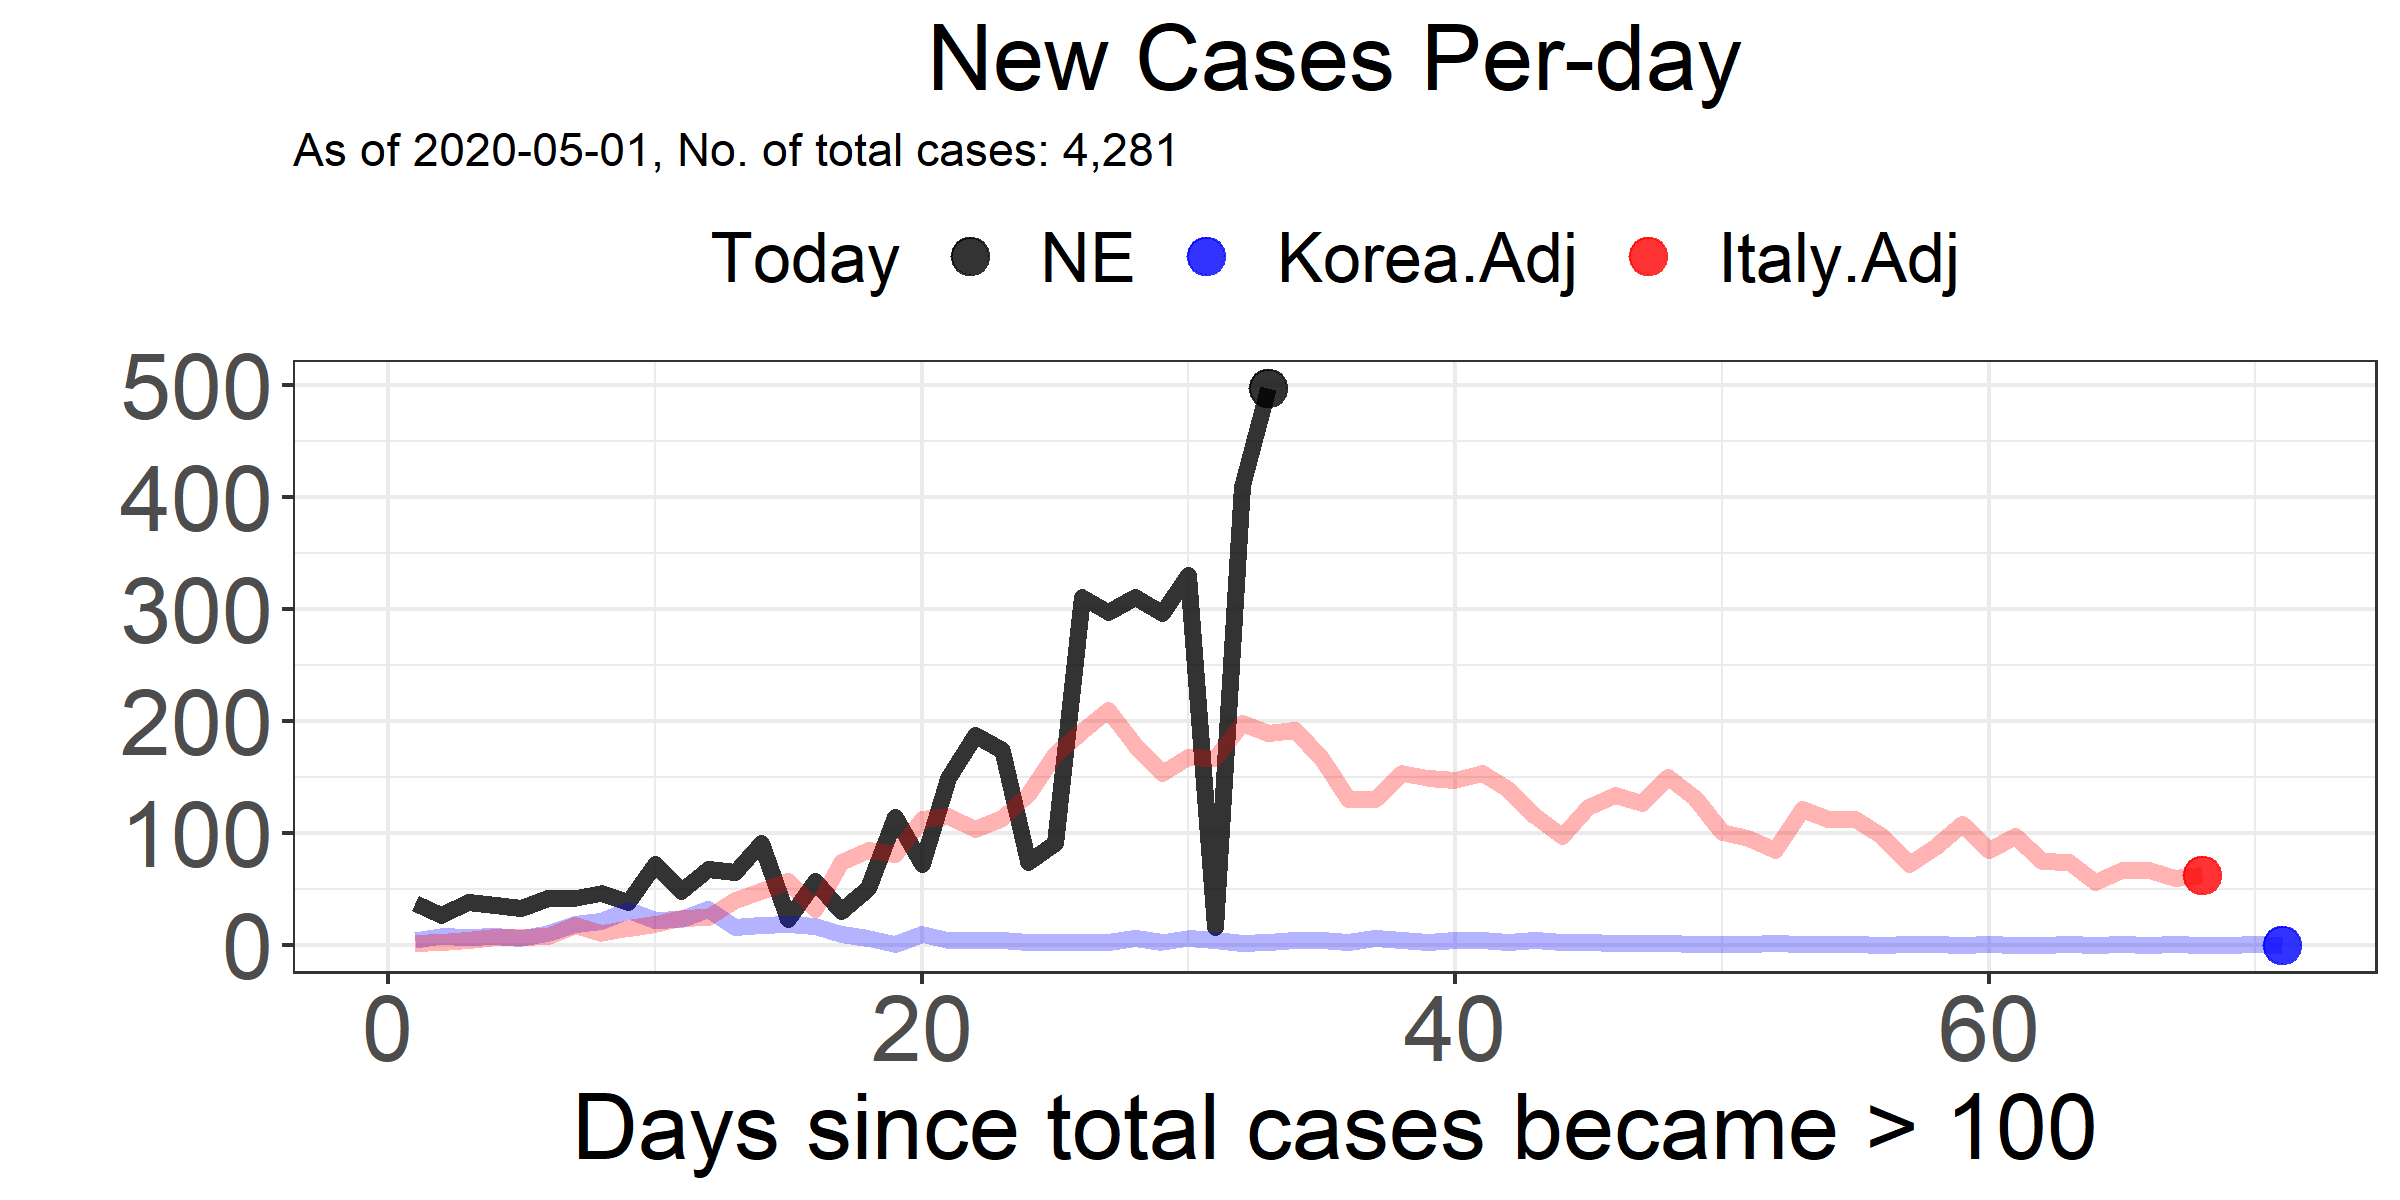 New Cases Per-day
As of 2020-05-01, No. of total cases: 4,281
Today NE Korea.Adj Italy.Adj
500
400
300
200
100
0
0 20 40 60
Days since total cases became > 100